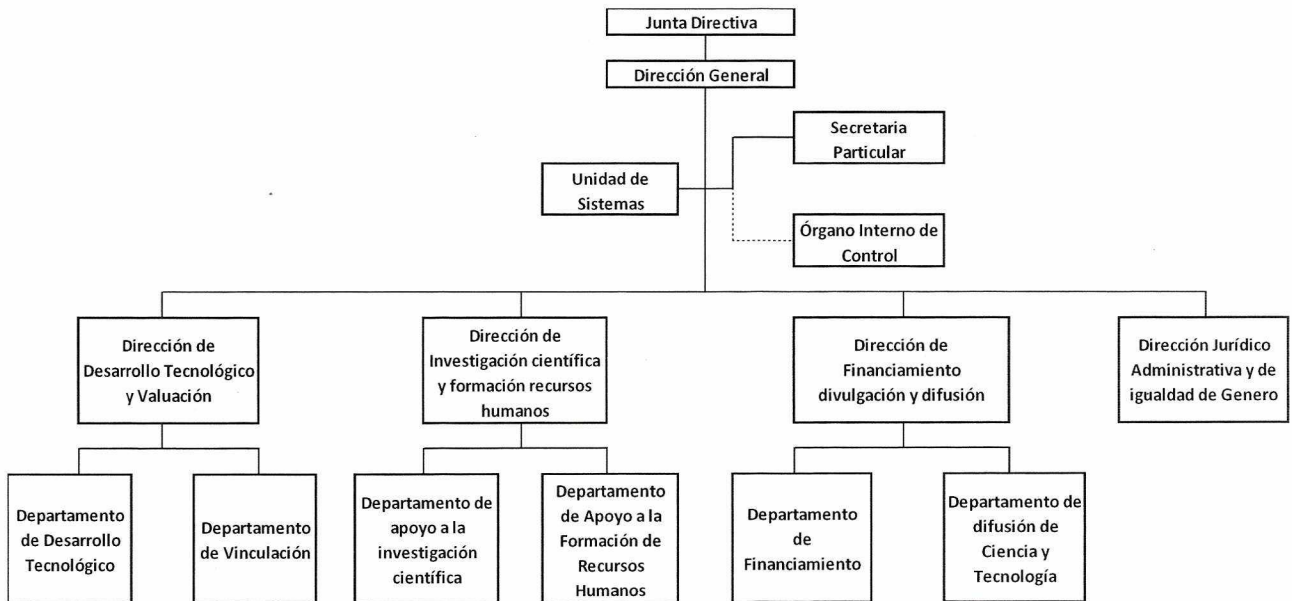 Junta Directiva
Dirección General
Secretaria
Particular
Unidad de
Sistemas
Órgano Interno de
Control
Dirección de
Desarrollo Tecnológico
y Valuación
Dirección de
Investigación científica
y formación recursos
humanos
Dirección de
Financiamiento
divulgación y difusión
Dirección Jurídico
Administrativa y de
igualdad de Genero
Departamento
de Desarrollo
Tecnológico
Departamento
de Vinculación
Departamento de
apoyo a la
investigación
científica
Departamento
de Apoyo a la
Formación de
Recursos
Humanos
Departamento
de
Financiamiento
Departamento de
difusión de
Ciencia y
Tecnología